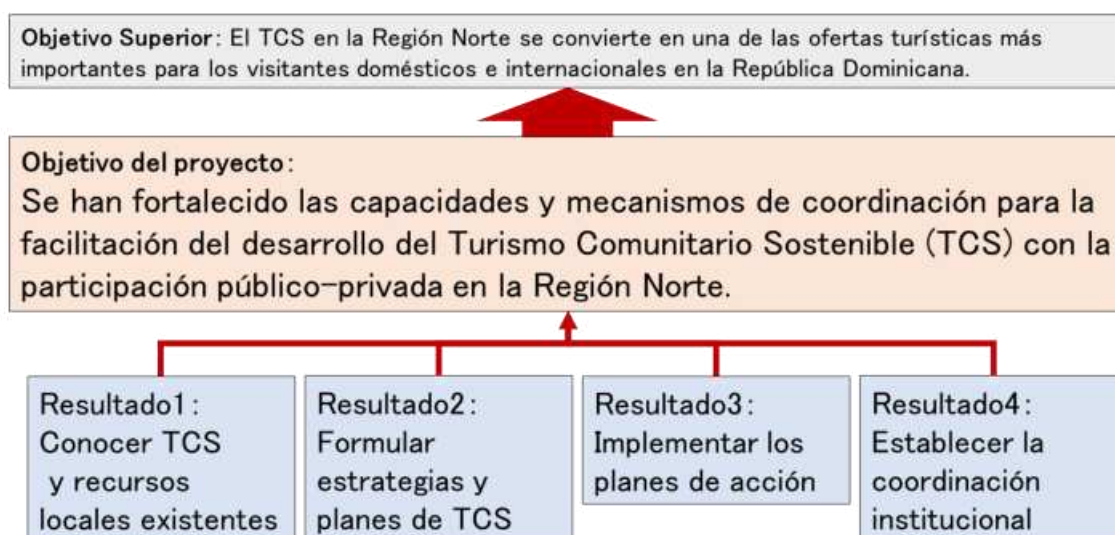 Objetivo Superior: El TCS en la Región Norte se convierte en una de las ofertas turísticas más
importantes para los visitantes domésticos e internacionales en la República Dominicana.
Objetivo del proyecto:
Se han fortalecido las capacidades y mecanismos de coordinación para la
facilitación del desarrollo del Turismo Comunitario Sostenible (TCS) con la
participación público-privada en la Región Norte.
Resultado1:
Conocer TCS
y recursos
locales existentes
Resultado2:
Formular
estrategias y
planes de TCS
Resultado3:
Implementar los
planes de acción
Resultado4:
Establecer la
coordinación
institucional